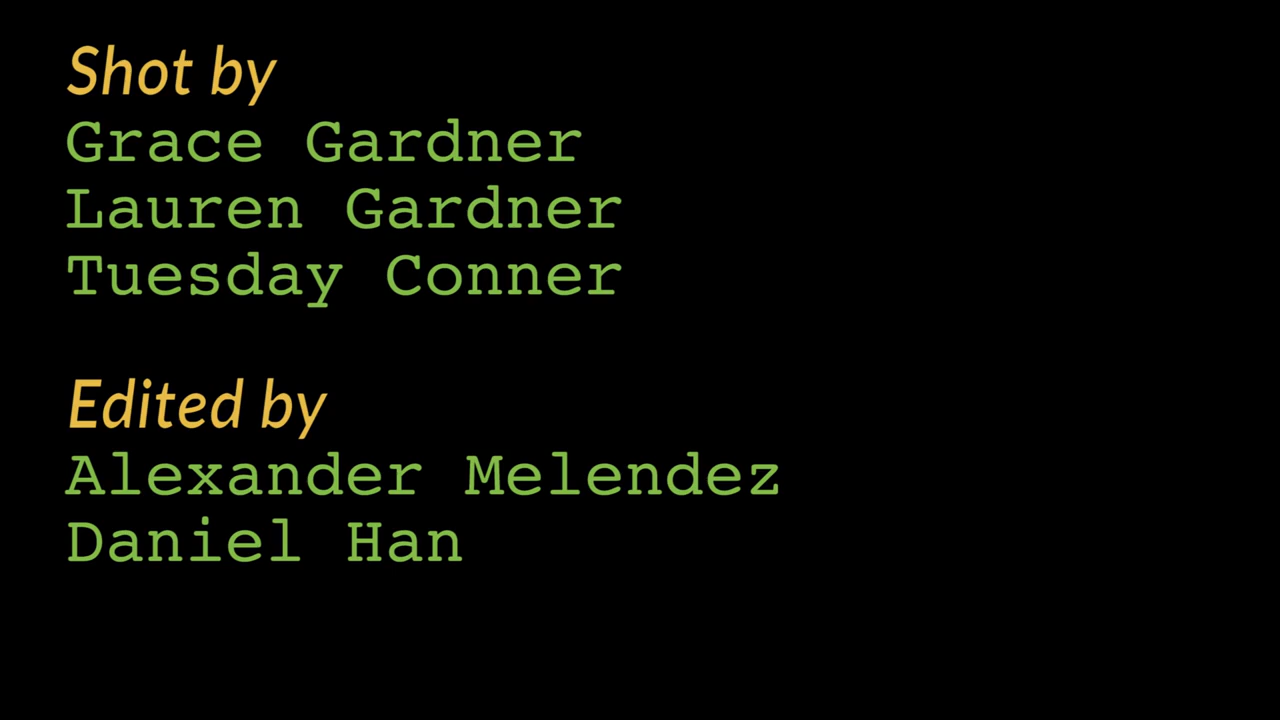 Shot by
Grace Gardner
Lauren Gardner
Tuesday Conner
Edited by
Alexander Melendez
Daniel Han